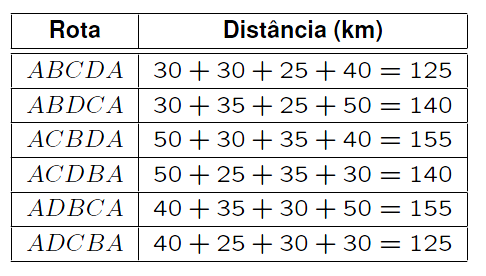 Rota Distância (km)
ABCDA 30 + 30 + 25 + 40 = 125
ABDCA 30 + 35 + 25 + 50 = 140
ACBDA 50 + 30 + 35 + 40 = 155
ACDBA 50 + 25 + 35 + 30 = 140
ADBCA 40 + 35 + 30 + 50 = 155
ADCBA 40 + 25 + 30 + 30 = 125